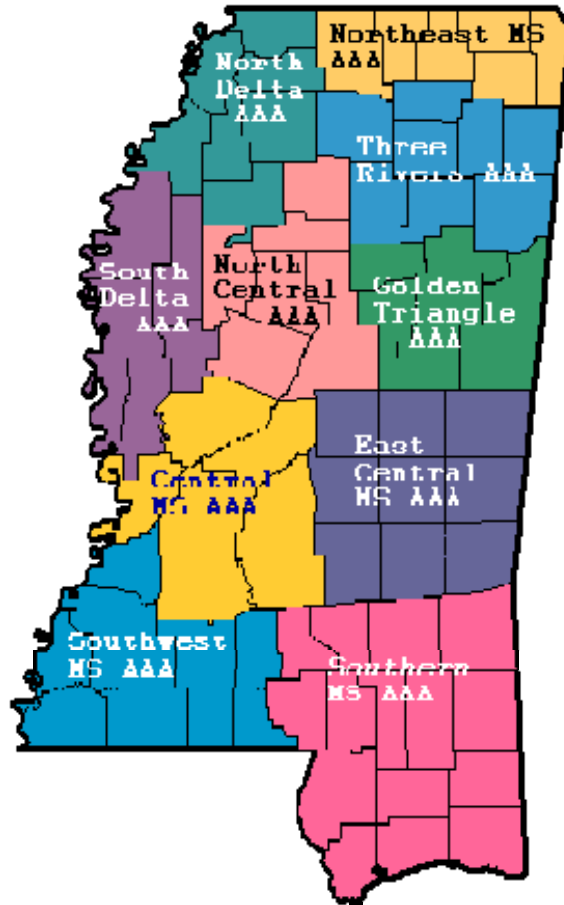 Northeast MS
AAA
North
Delta
AAA
Three
Rivers AAA
South
Delta
AAA
North
Central
AAA
Golden
Triangle
AAA
East
Central
MS AAA
Central
MS AAA
Southwest
MS AAA
Southern
MS AAA